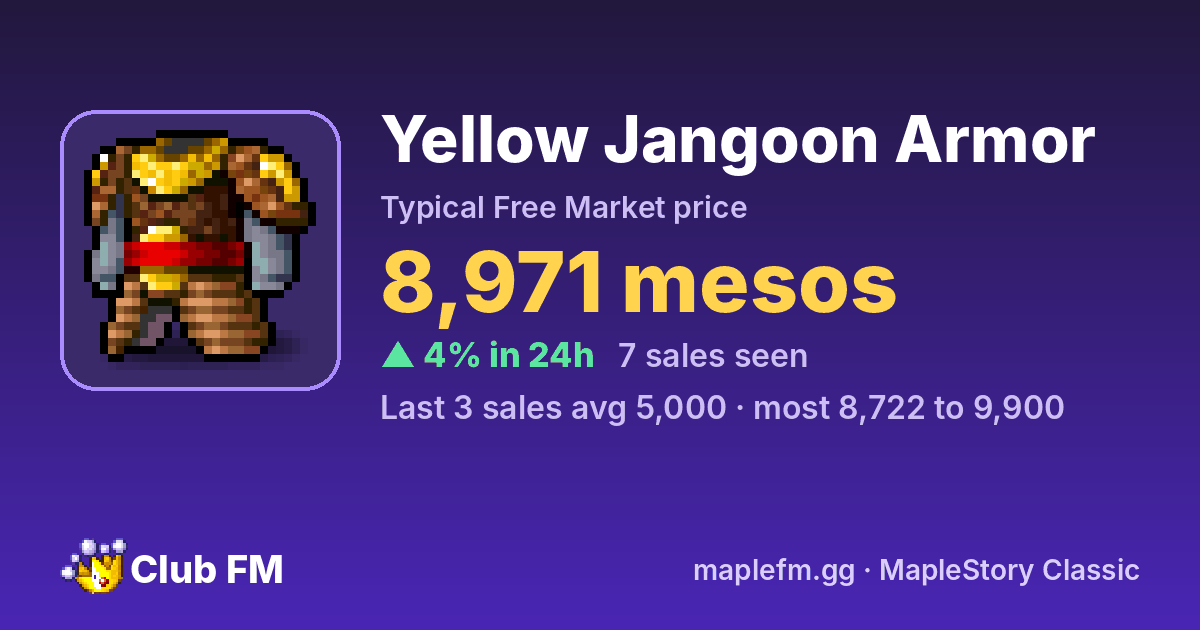 Yellow Jangoon Armor
Typical Free Market price
8,971 mesos
▲ 4% in 24h 7 sales seen
Last 3 sales avg 5,000 · most 8,722 to 9,900
Club FM
maplefm.gg · MapleStory Classic